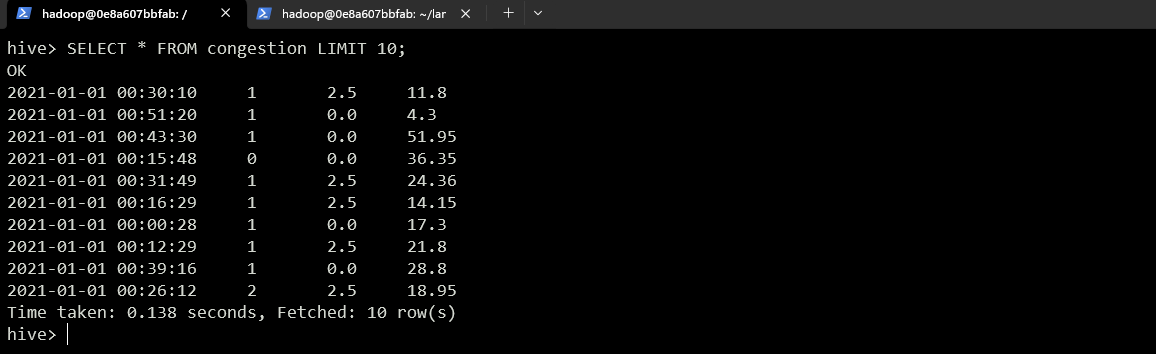 hadoop@0e8a607bbfab: /
hadoop@0e8a607bbfab: ~/lar
hive> SELECT * FROM congestion LIMIT 10;
OK
2021-01-01 00:30:10 1 2.5 11.8
2021-01-01 00:51:20 1 0.0 4.3
2021-01-01 00:43:30 1 0.0 51.95
2021-01-01 00:15:48 0 0.0 36.35
2021-01-01 00:31:49 1 2.5 24.36
2021-01-01 00:16:29 1 2.5 14.15
2021-01-01 00:00:28 1 0.0 17.3
2021-01-01 00:12:29 1 2.5 21.8
2021-01-01 00:39:16 1 0.0 28.8
2021-01-01 00:26:12 2 2.5 18.95
Time taken: 0.138 seconds, Fetched: 10 row(s)
hive>